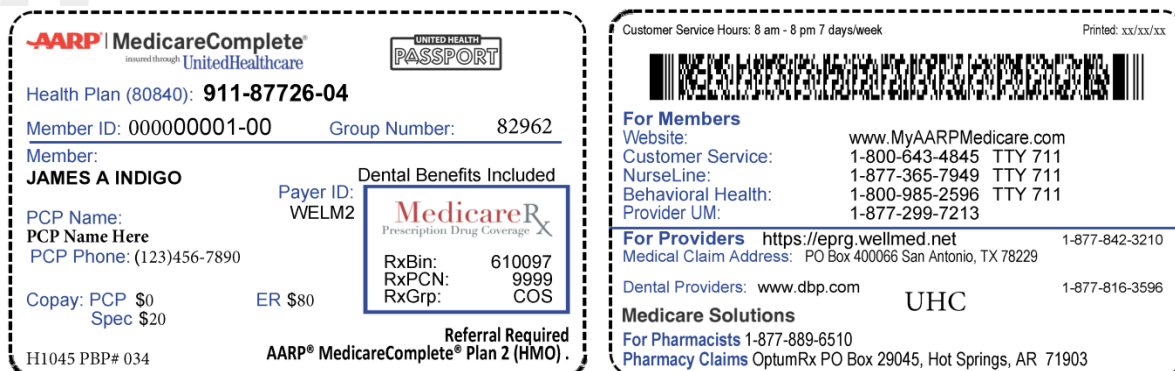 AARP | MedicareComplete®
insured through UnitedHealthcare
UNITED HEALTH
PASSPORT
Health Plan (80840): 911-87726-04
Member ID: 000000001-00 Group Number: 82962
Member:
JAMES A INDIGO
Dental Benefits Included
Payer ID:
WELM2
PCP Name:
PCP Name Here
PCP Phone: (123)456-7890
MedicareRx
Prescription Drug Coverage
RxBin: 610097
RxPCN: 9999
RxGrp: COS
Copay: PCP $0 ER $80
Spec $20
Referral Required
H1045 PBP# 034 AARP® MedicareComplete® Plan 2 (HMO) .
Customer Service Hours: 8 am - 8 pm 7 days/week Printed: xx/xx/xx
For Members
Website: www.MyAARPMedicare.com
Customer Service: 1-800-643-4845 TTY 711
NurseLine: 1-877-365-7949 TTY 711
Behavioral Health: 1-800-985-2596 TTY 711
Provider UM: 1-877-299-7213
For Providers https://eprg.wellmed.net 1-877-842-3210
Medical Claim Address: PO Box 400066 San Antonio, TX 78229
Dental Providers: www.dbp.com 1-877-816-3596
UHC
Medicare Solutions
For Pharmacists 1-877-889-6510
Pharmacy Claims OptumRx PO Box 29045, Hot Springs, AR 71903